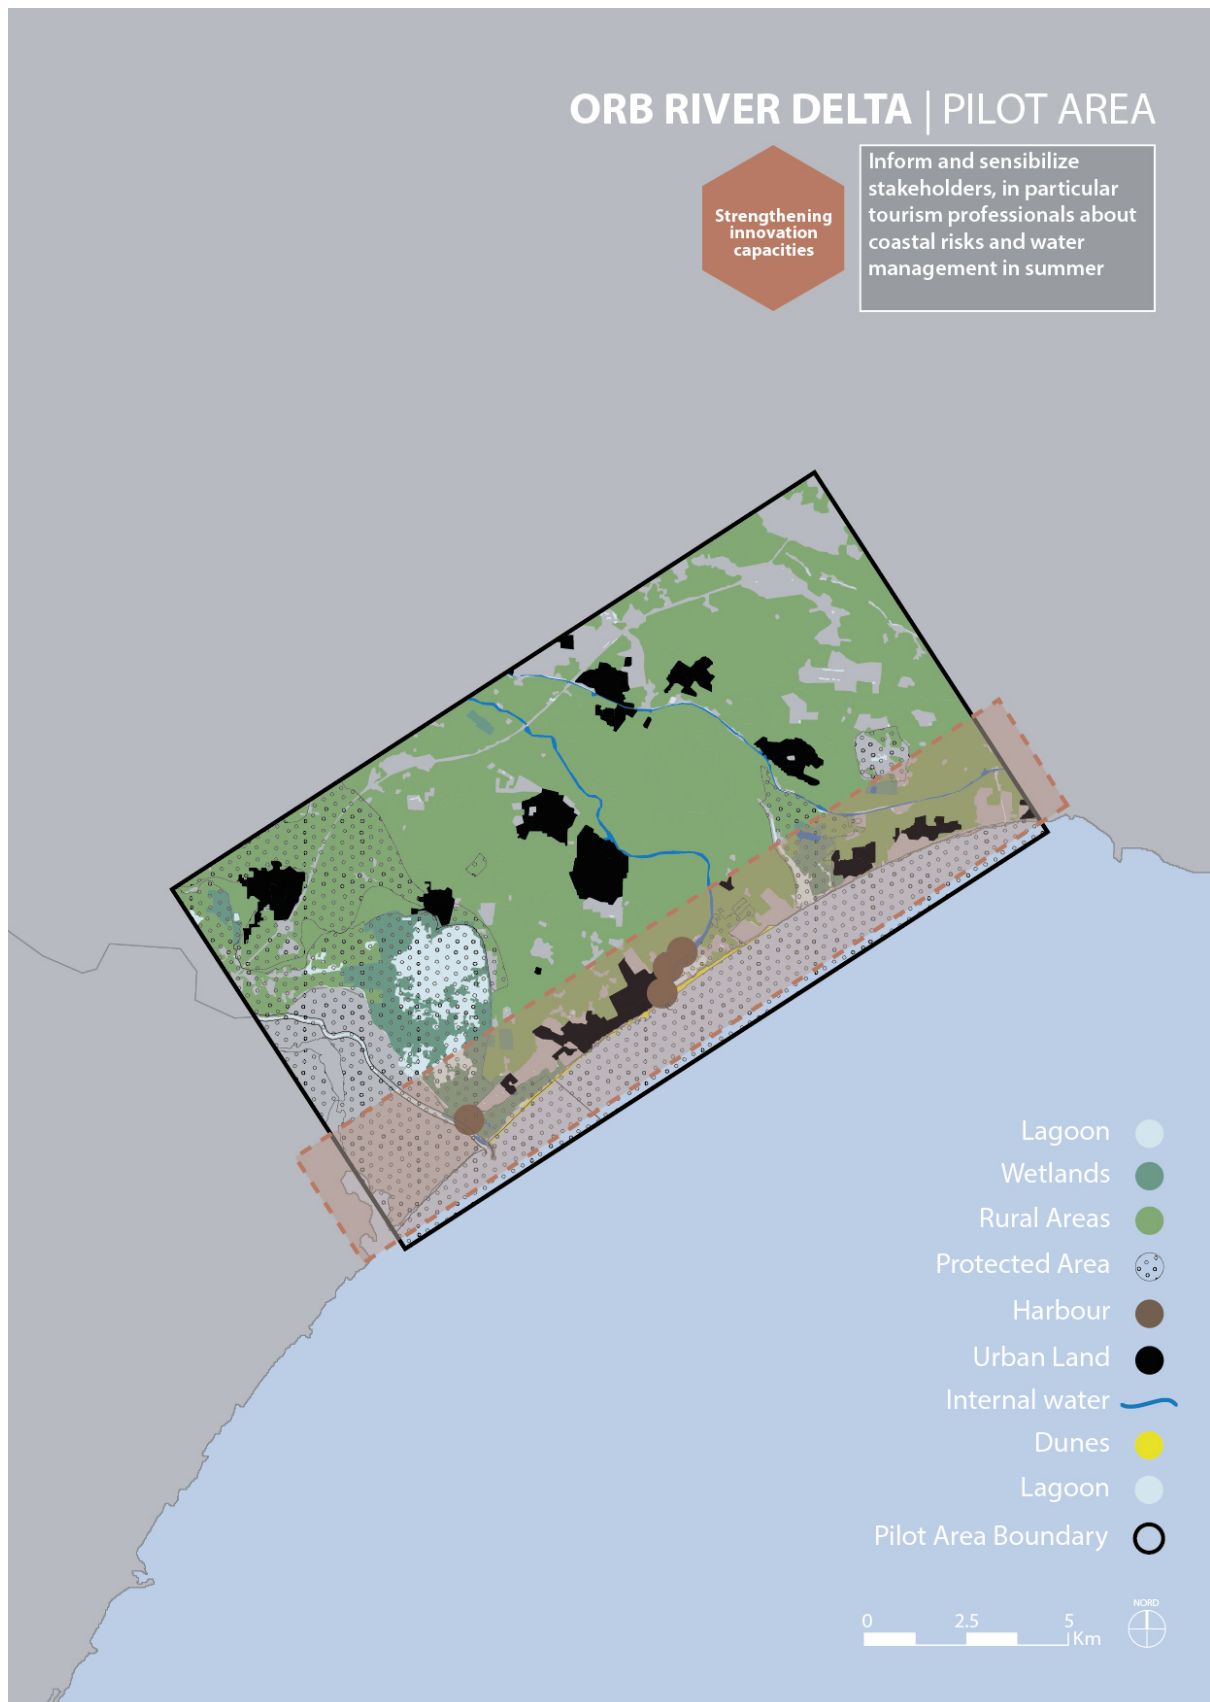 ORB RIVER DELTA | PILOT AREA
Strengthening
innovation
capacities
Inform and sensibilize
stakeholders, in particular
tourism professionals about
coastal risks and water
management in summer
Lagoon
Wetlands
Rural Areas
Protected Area
Harbour
Urban Land
Internal water
Dunes
Lagoon
Pilot Area Boundary
0 2.5 5
Km
NORD